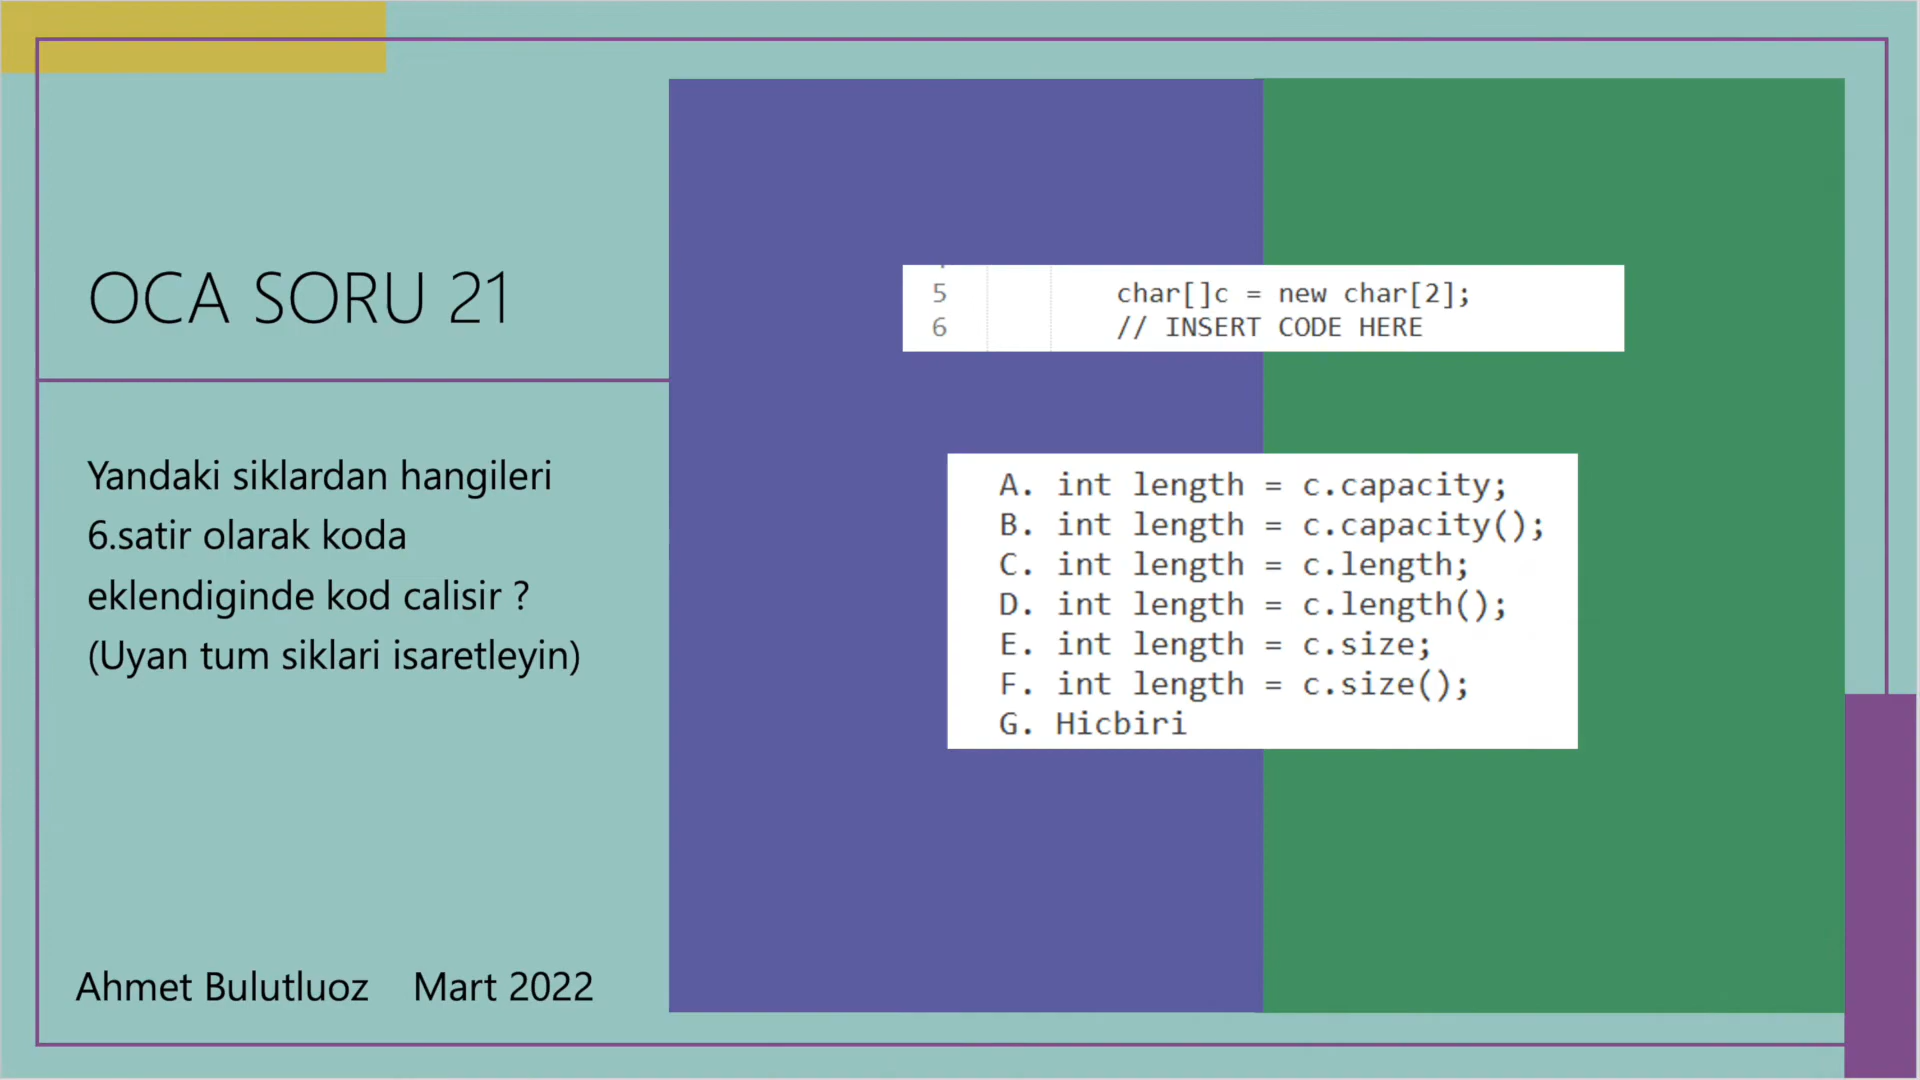 OCA SORU 21
Yandaki siklardan hangileri
6.satir olarak koda
eklendiginde kod calisir ?
(Uyan tum siklari isaretleyin)
Ahmet Bulutluoz Mart 2022
5 char[]c = new char[2];
6 // INSERT CODE HERE
A. int length = c.capacity;
B. int length = c.capacity();
C. int length = c.length;
D. int length = c.length();
E. int length = c.size;
F. int length = c.size();
G. Hicbiri